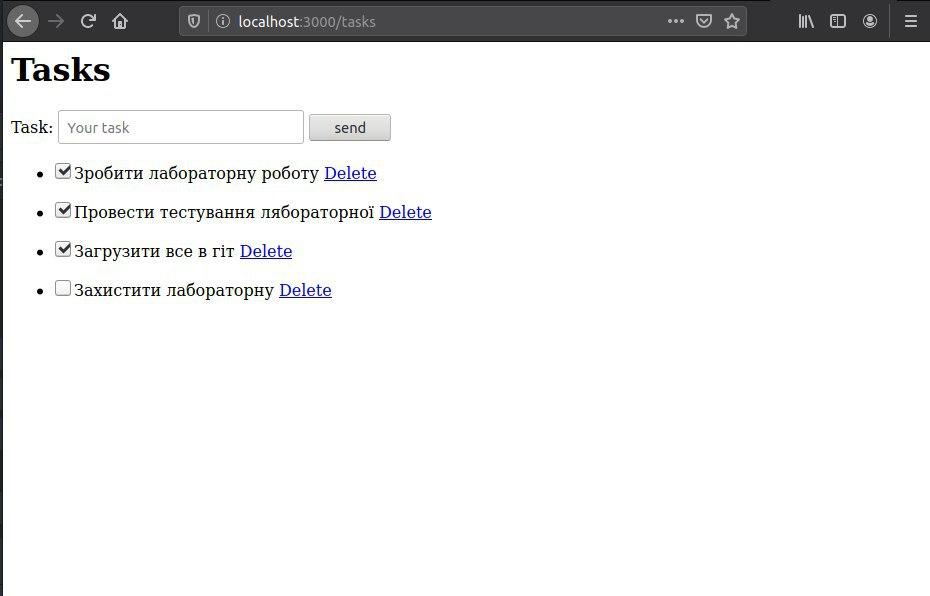 localhost:3000/tasks
Tasks
Task: Your task send
Зробити лабораторну роботу Delete
Провести тестування лябораторної Delete
Загрузити все в гіт Delete
Захистити лабораторну Delete